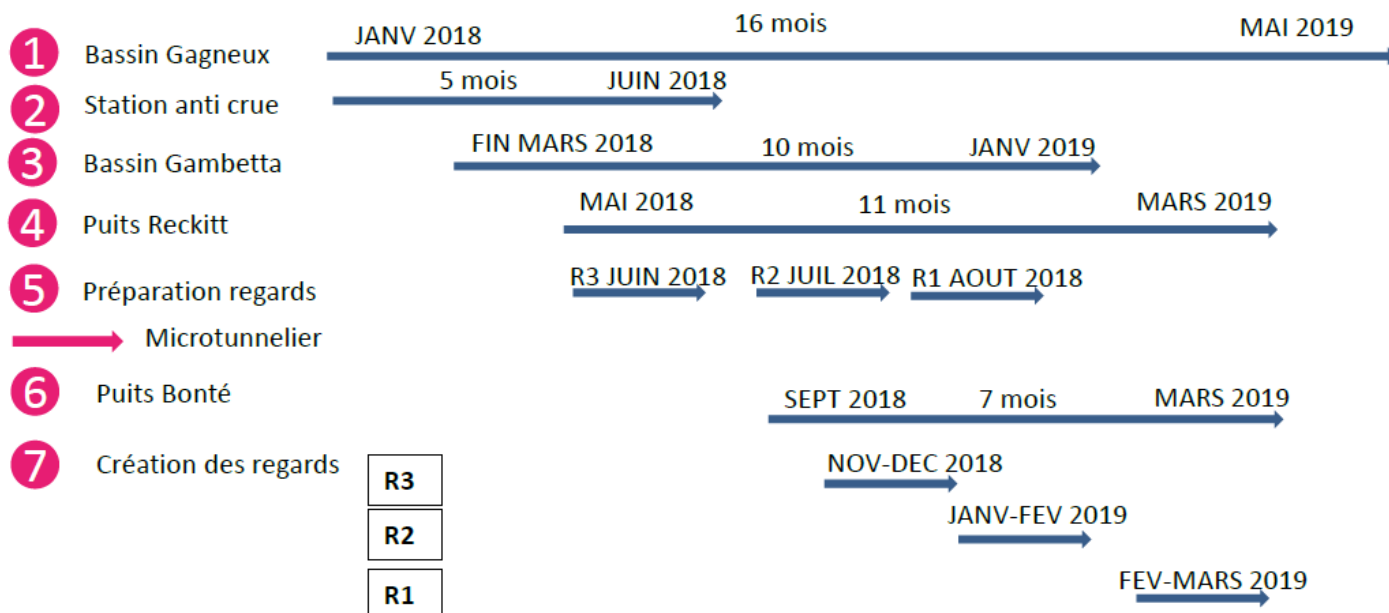 1 Bassin Gagneux JANV 2018 16 mois MAI 2019
2 Station anti crue 5 mois JUIN 2018
3 Bassin Gambetta FIN MARS 2018 10 mois JANV 2019
4 Puits Reckitt MAI 2018 11 mois MARS 2019
5 Préparation regards R3 JUIN 2018 R2 JUIL 2018 R1 AOUT 2018
Microtunnelier
6 Puits Bonté SEPT 2018 7 mois MARS 2019
7 Création des regards R3 NOV-DEC 2018
R2 JANV-FEV 2019
R1 FEV-MARS 2019